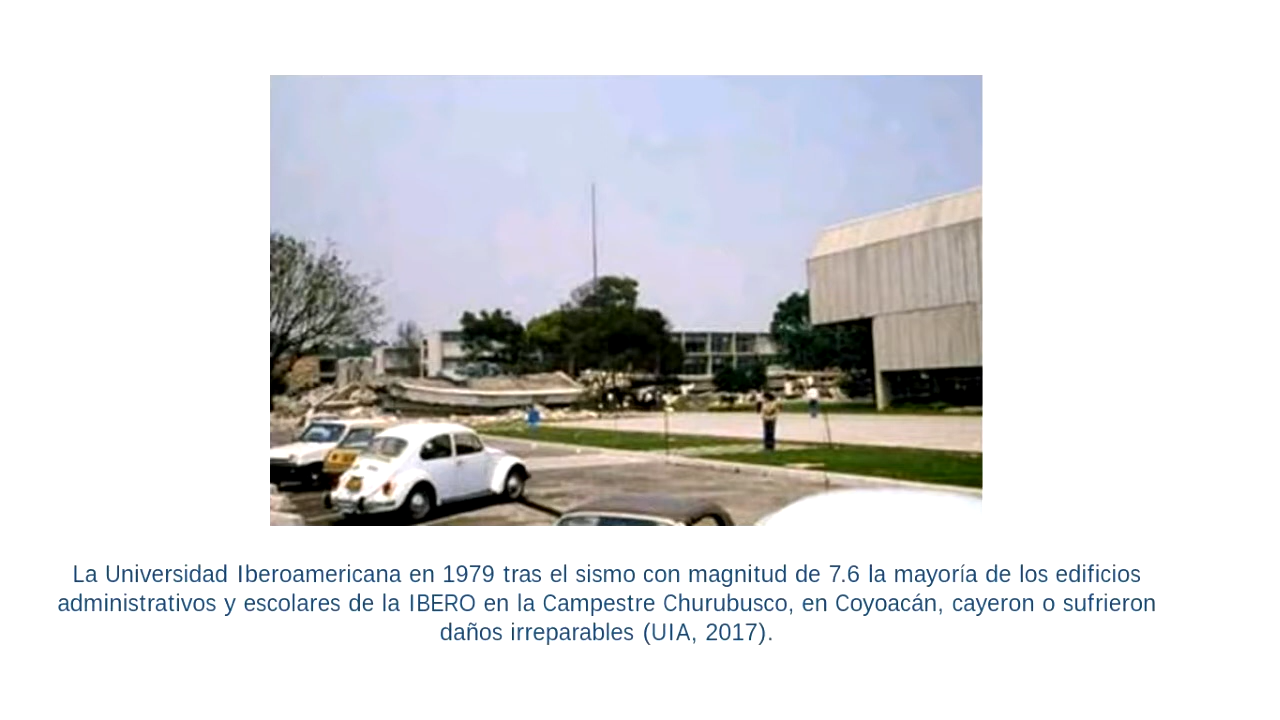 La Universidad Iberoamericana en 1979 tras el sismo con magnitud de 7.6 la mayoría de los edificios
administrativos y escolares de la IBERO en la Campestre Churubusco, en Coyoacán, cayeron o sufrieron
daños irreparables (UIA, 2017).